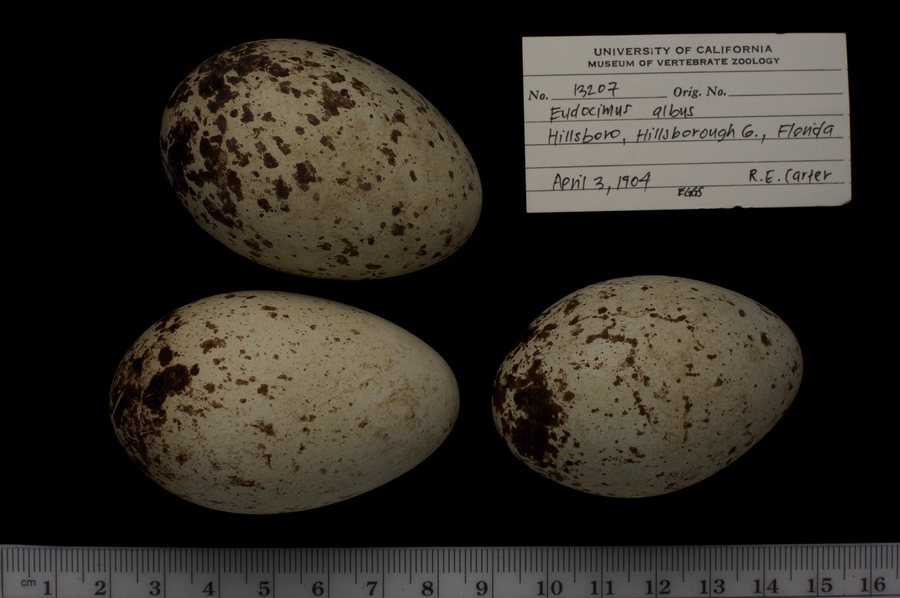 UNIVERSITY OF CALIFORNIA
MUSEUM OF VERTEBRATE ZOOLOGY
No. 13207 Orig. No.
Eudocimus albus
Hillsboro, Hillsborough Co., Florida
April 3, 1904 R.E. Carter
EGGS
cm 1 2 3 4 5 6 7 8 9 10 11 12 13 14 15 16